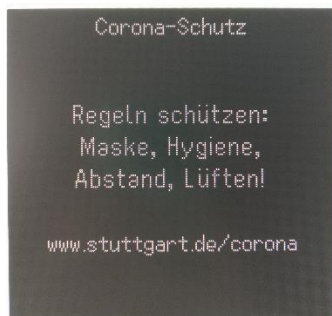 Corona-Schutz
Regeln schützen:
Maske, Hygiene,
Abstand, Lüften!
www.stuttgart.de/corona